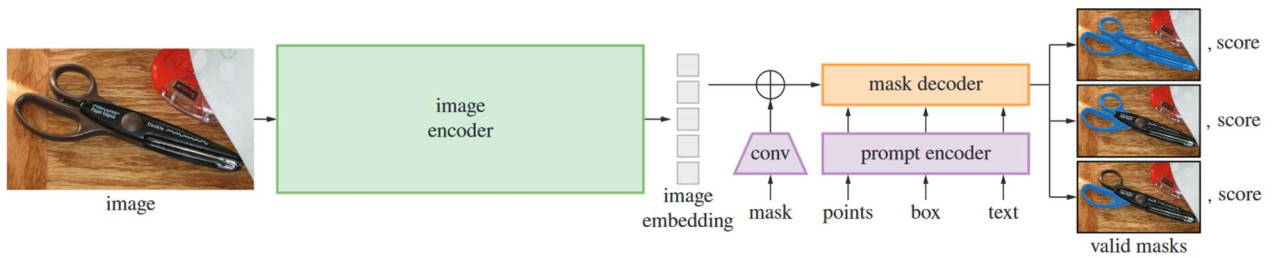 image
image
encoder
image
embedding
mask
conv
points
box
text
prompt encoder
mask decoder
, score
, score
, score
valid masks